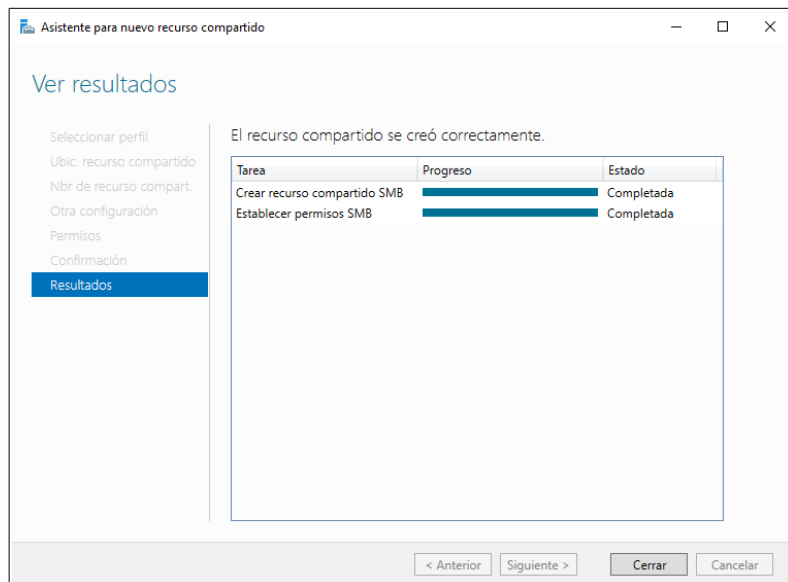 Asistente para nuevo recurso compartido
Ver resultados
Seleccionar perfil
Ubic. recurso compartido
Nbr de recurso compart.
Otra configuración
Permisos
Confirmación
Resultados
El recurso compartido se creó correctamente.
Tarea Progreso Estado
Crear recurso compartido SMB Completada
Establecer permisos SMB Completada
< Anterior Siguiente > Cerrar Cancelar